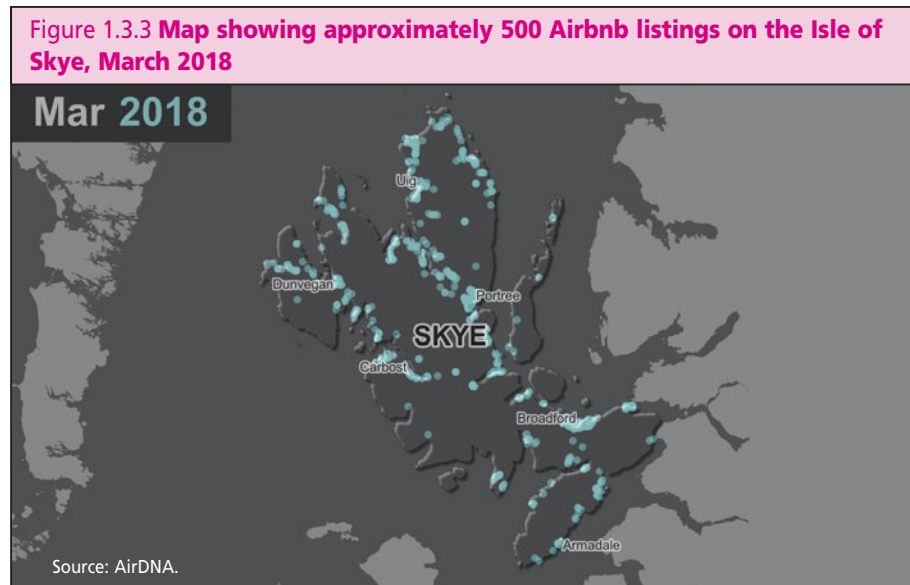 Figure 1.3.3 Map showing approximately 500 Airbnb listings on the Isle of
Skye, March 2018
Mar 2018
Uig
Dunvegan
Portree
SKYE
Carbost
Broadford
Armadale
Source: AirDNA.